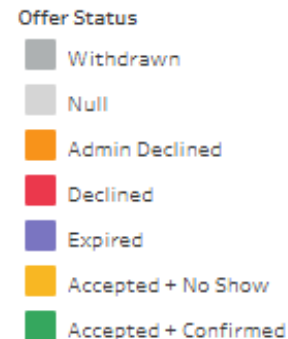 Offer Status
Withdrawn
Null
Admin Declined
Declined
Expired
Accepted + No Show
Accepted + Confirmed